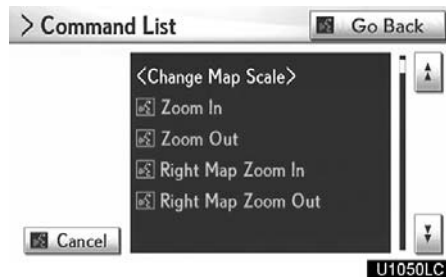 > Command List
Go Back
<Change Map Scale>
Zoom In
Zoom Out
Right Map Zoom In
Right Map Zoom Out
Cancel
U1050LC